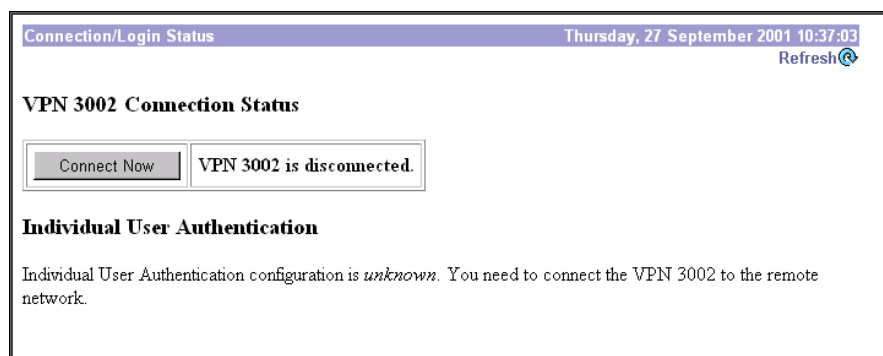 Connection/Login Status Thursday, 27 September 2001 10:37:03
Refresh
VPN 3002 Connection Status
Connect Now VPN 3002 is disconnected.
Individual User Authentication
Individual User Authentication configuration is unknown. You need to connect the VPN 3002 to the remote
network.